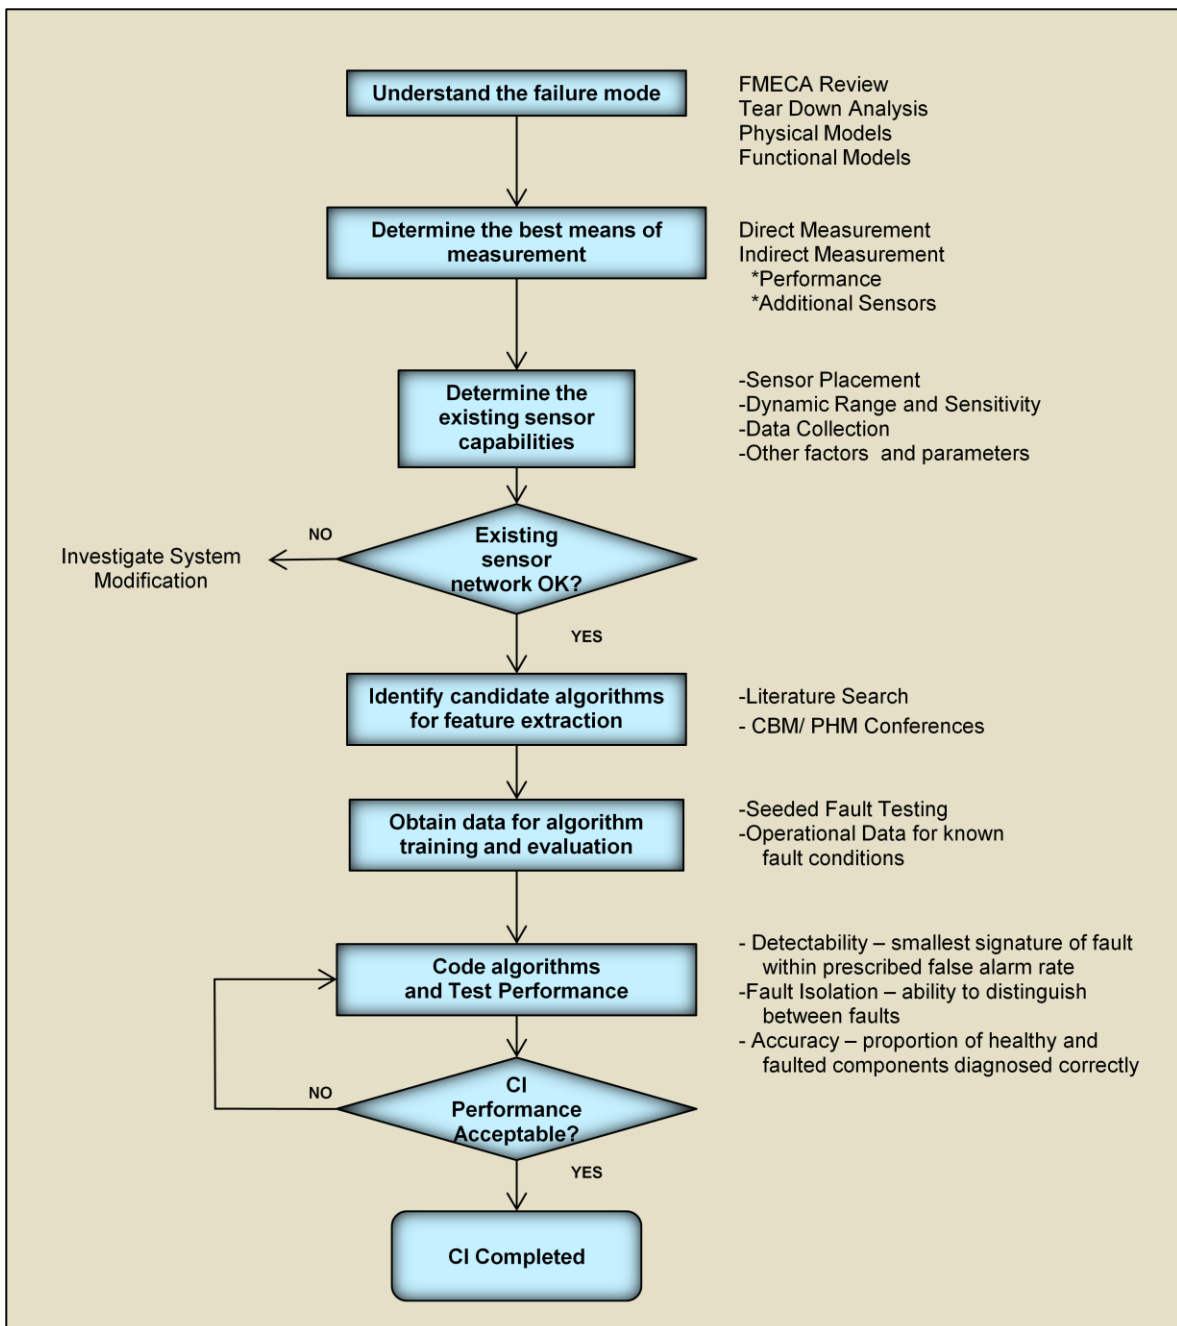 Understand the failure mode
FMECA Review
Tear Down Analysis
Physical Models
Functional Models
Determine the best means of
measurement
Direct Measurement
Indirect Measurement
*Performance
*Additional Sensors
Determine the
existing sensor
capabilities
-Sensor Placement
-Dynamic Range and Sensitivity
-Data Collection
-Other factors  and parameters
Existing
sensor
network OK?
NO
Investigate System
Modification
YES
Identify candidate algorithms
for feature extraction
-Literature Search
- CBM/ PHM Conferences
Obtain data for algorithm
training and evaluation
-Seeded Fault Testing
-Operational Data for known
fault conditions
Code algorithms
and Test Performance
- Detectability – smallest signature of fault
within prescribed false alarm rate
-Fault Isolation – ability to distinguish
between faults
- Accuracy – proportion of healthy and
faulted components diagnosed correctly
CI
Performance
Acceptable?
NO
YES
CI Completed